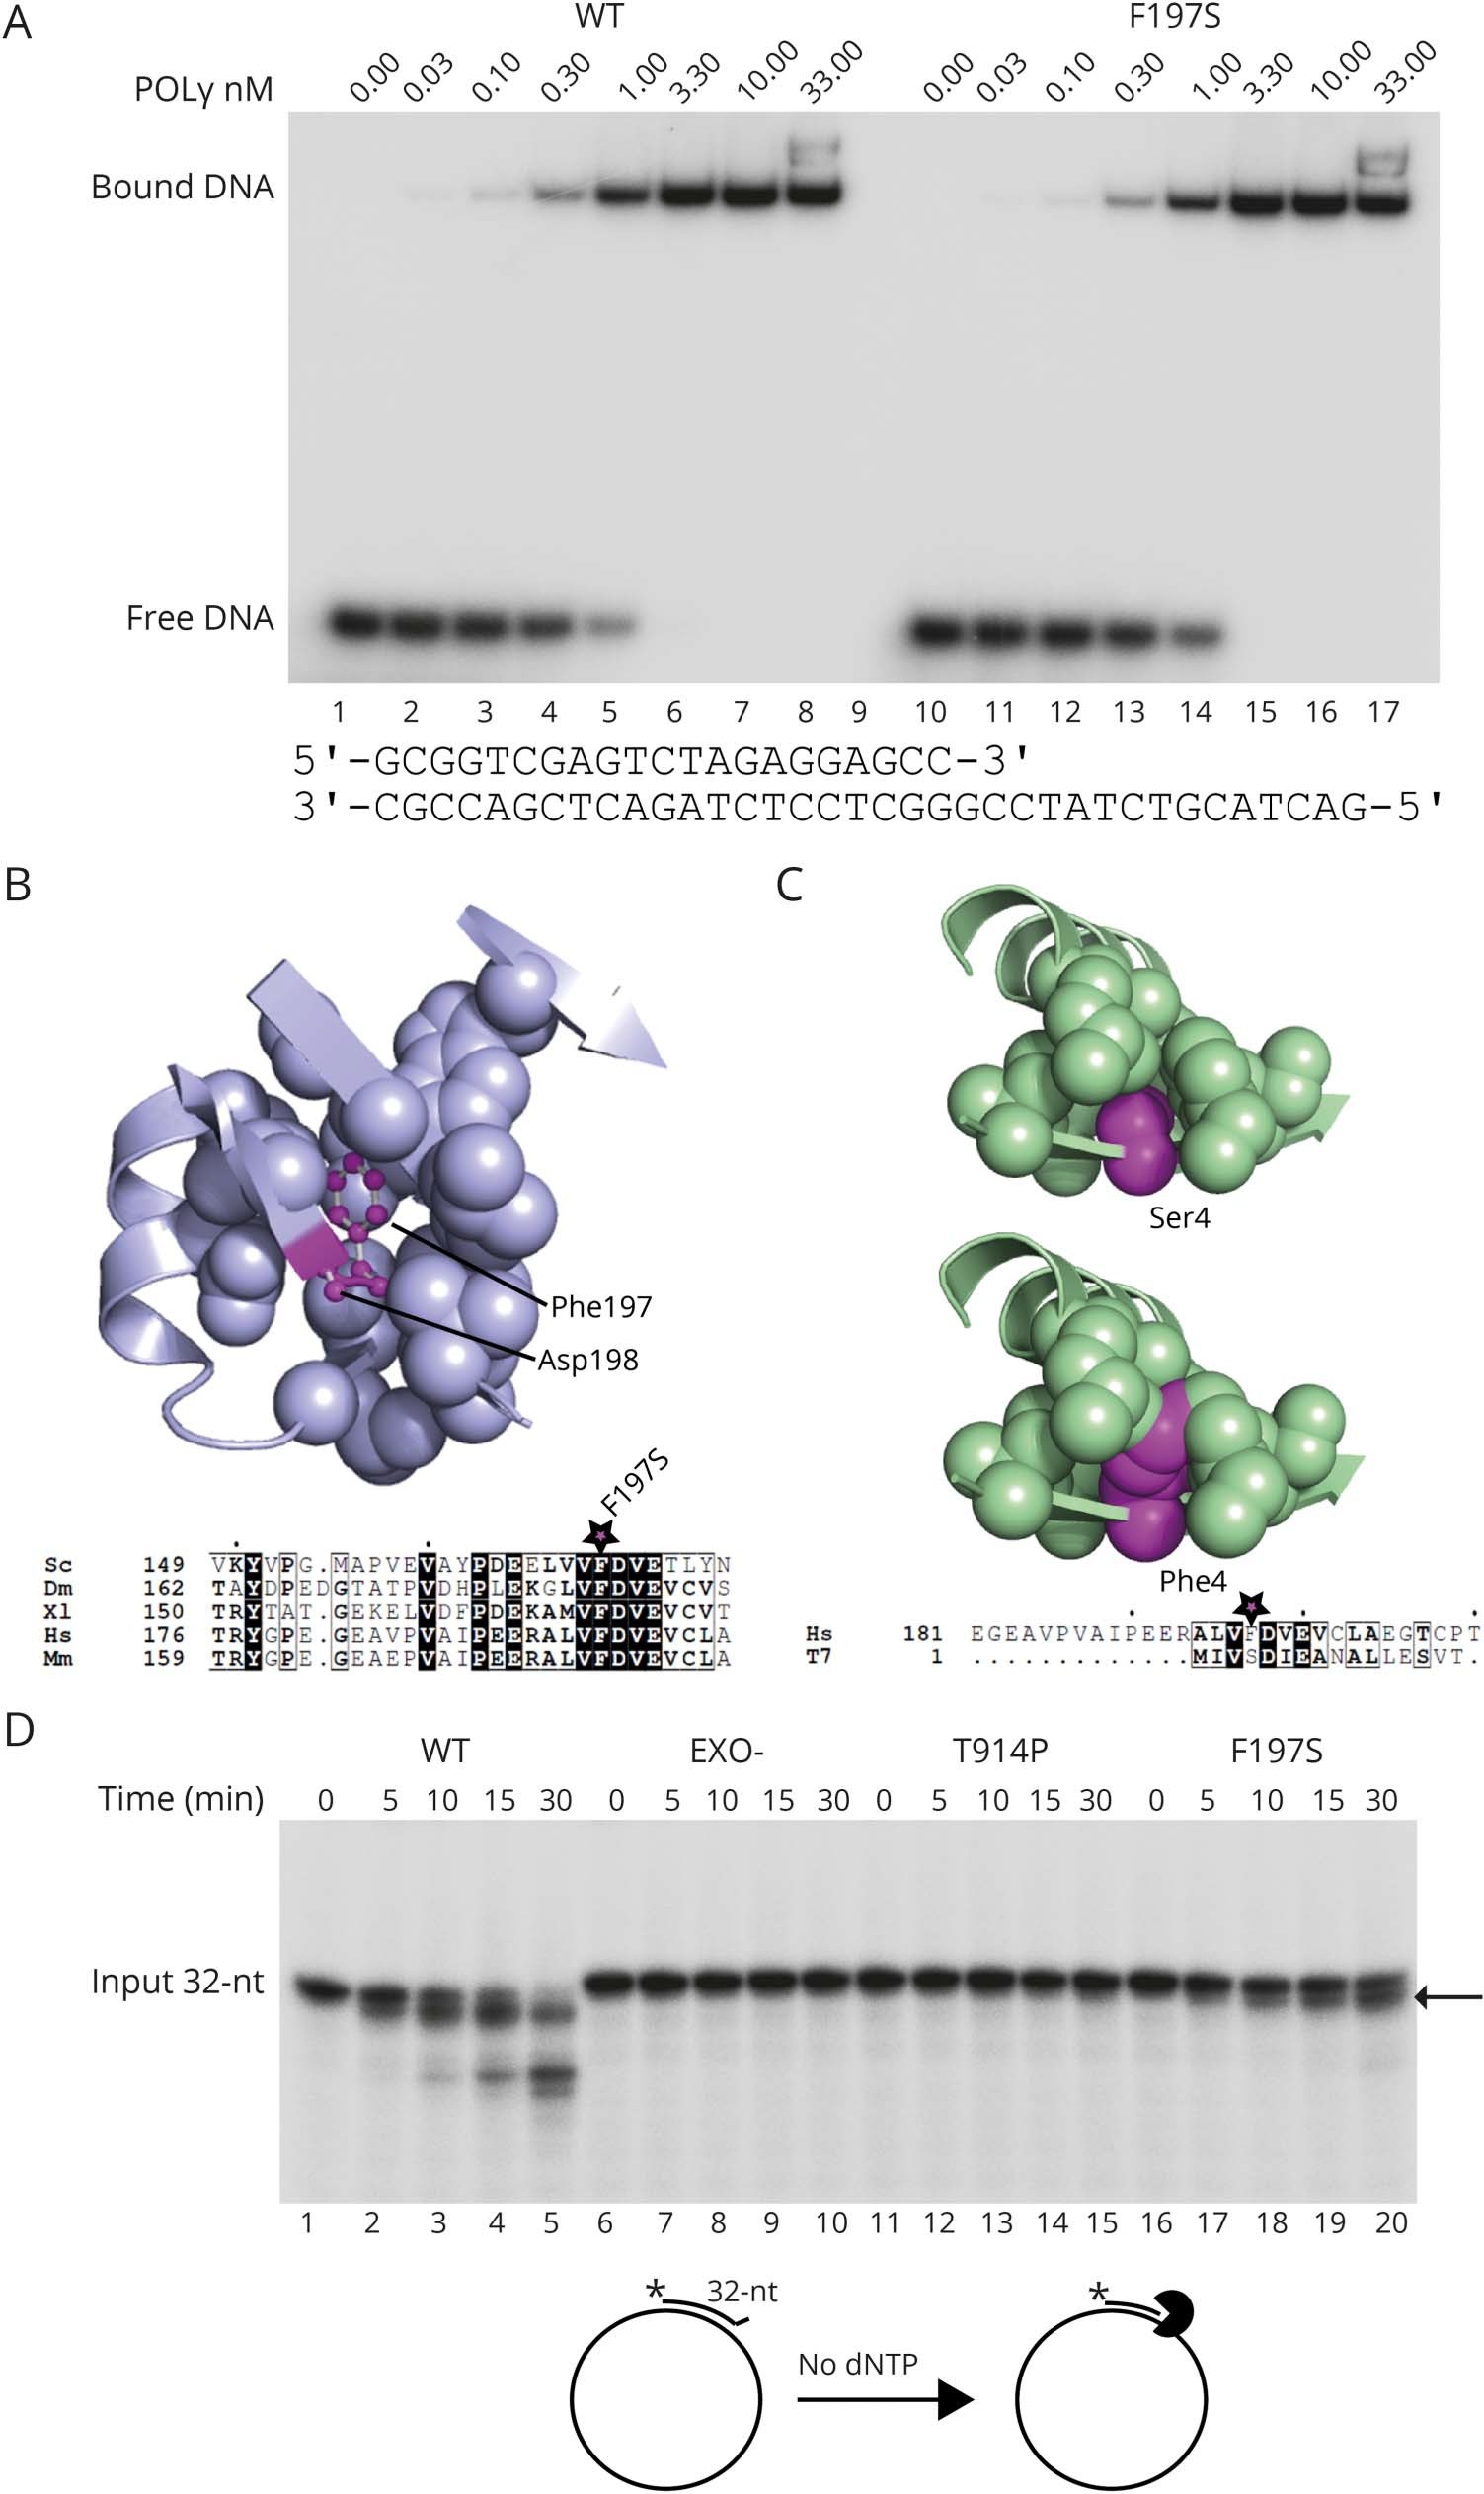 A
WT F197S
POLγ nM 0.00 0.03 0.10 0.30 1.00 3.30 10.00 33.00 0.00 0.03 0.10 0.30 1.00 3.30 10.00 33.00
Bound DNA
Free DNA
1 2 3 4 5 6 7 8 9 10 11 12 13 14 15 16 17
5'-GCGGTCGAGTCTAGAGGAGCC-3'
3'-CGCCAGCTCAGATCTCCTCGGGCCTATCTGCATCAG-5'
B
Phe197
Asp198
F197S
Sc 149 VKYVPG.MAPVEVAYPDEELVVFDVETLYN
Dm 162 TAYDPEDGTATPVDHPLEKGLVFDVEVCVS
Xl 150 TRYTAT.GEKELVDFPDEKAMVFDVEVCVT
Hs 176 TRYGPE.GEAVPVAIPEERALVFDVEVCLA
Mm 159 TRYGPE.GEAEPVAIPEERALVFDVEVCLA
C
Ser4
Phe4
Hs 181 EGEAVPVAIPEERALVFDVEVCLAEGTCPT
T7 1 .............MIVSDIEANALLESVT.
D
WT EXO- T914P F197S
Time (min) 0 5 10 15 30 0 5 10 15 30 0 5 10 15 30 0 5 10 15 30
Input 32-nt
1 2 3 4 5 6 7 8 9 10 11 12 13 14 15 16 17 18 19 20
* 32-nt *
No dNTP